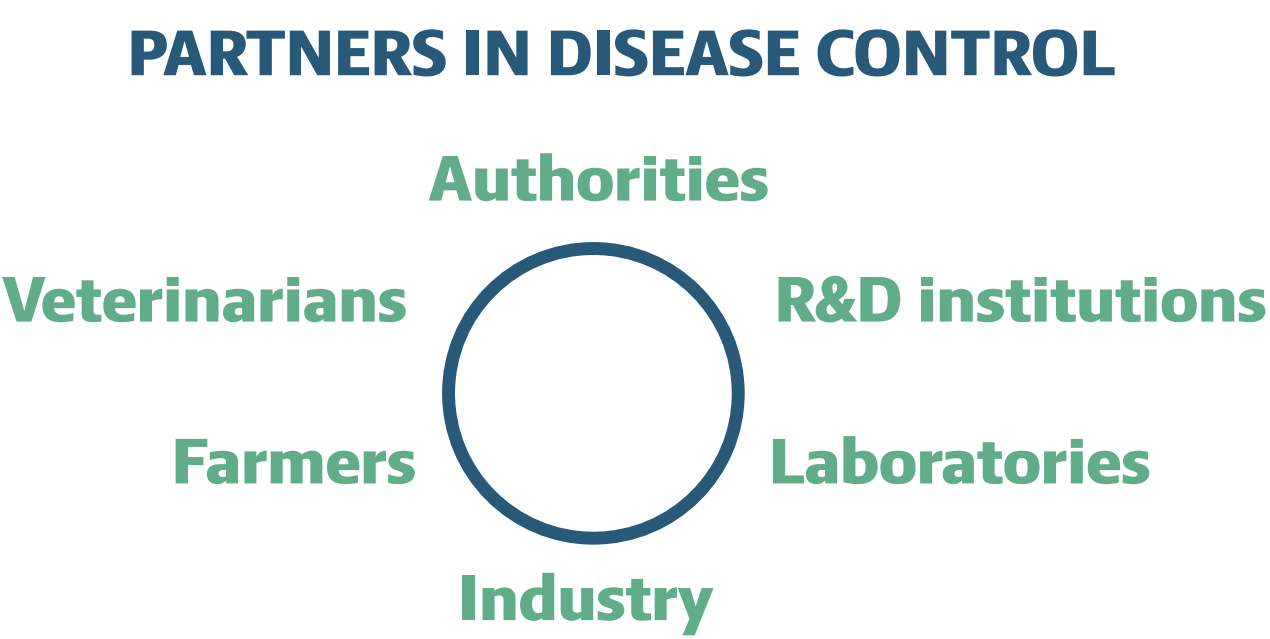 PARTNERS IN DISEASE CONTROL
Authorities
Veterinarians
R&D institutions
Farmers
Laboratories
Industry